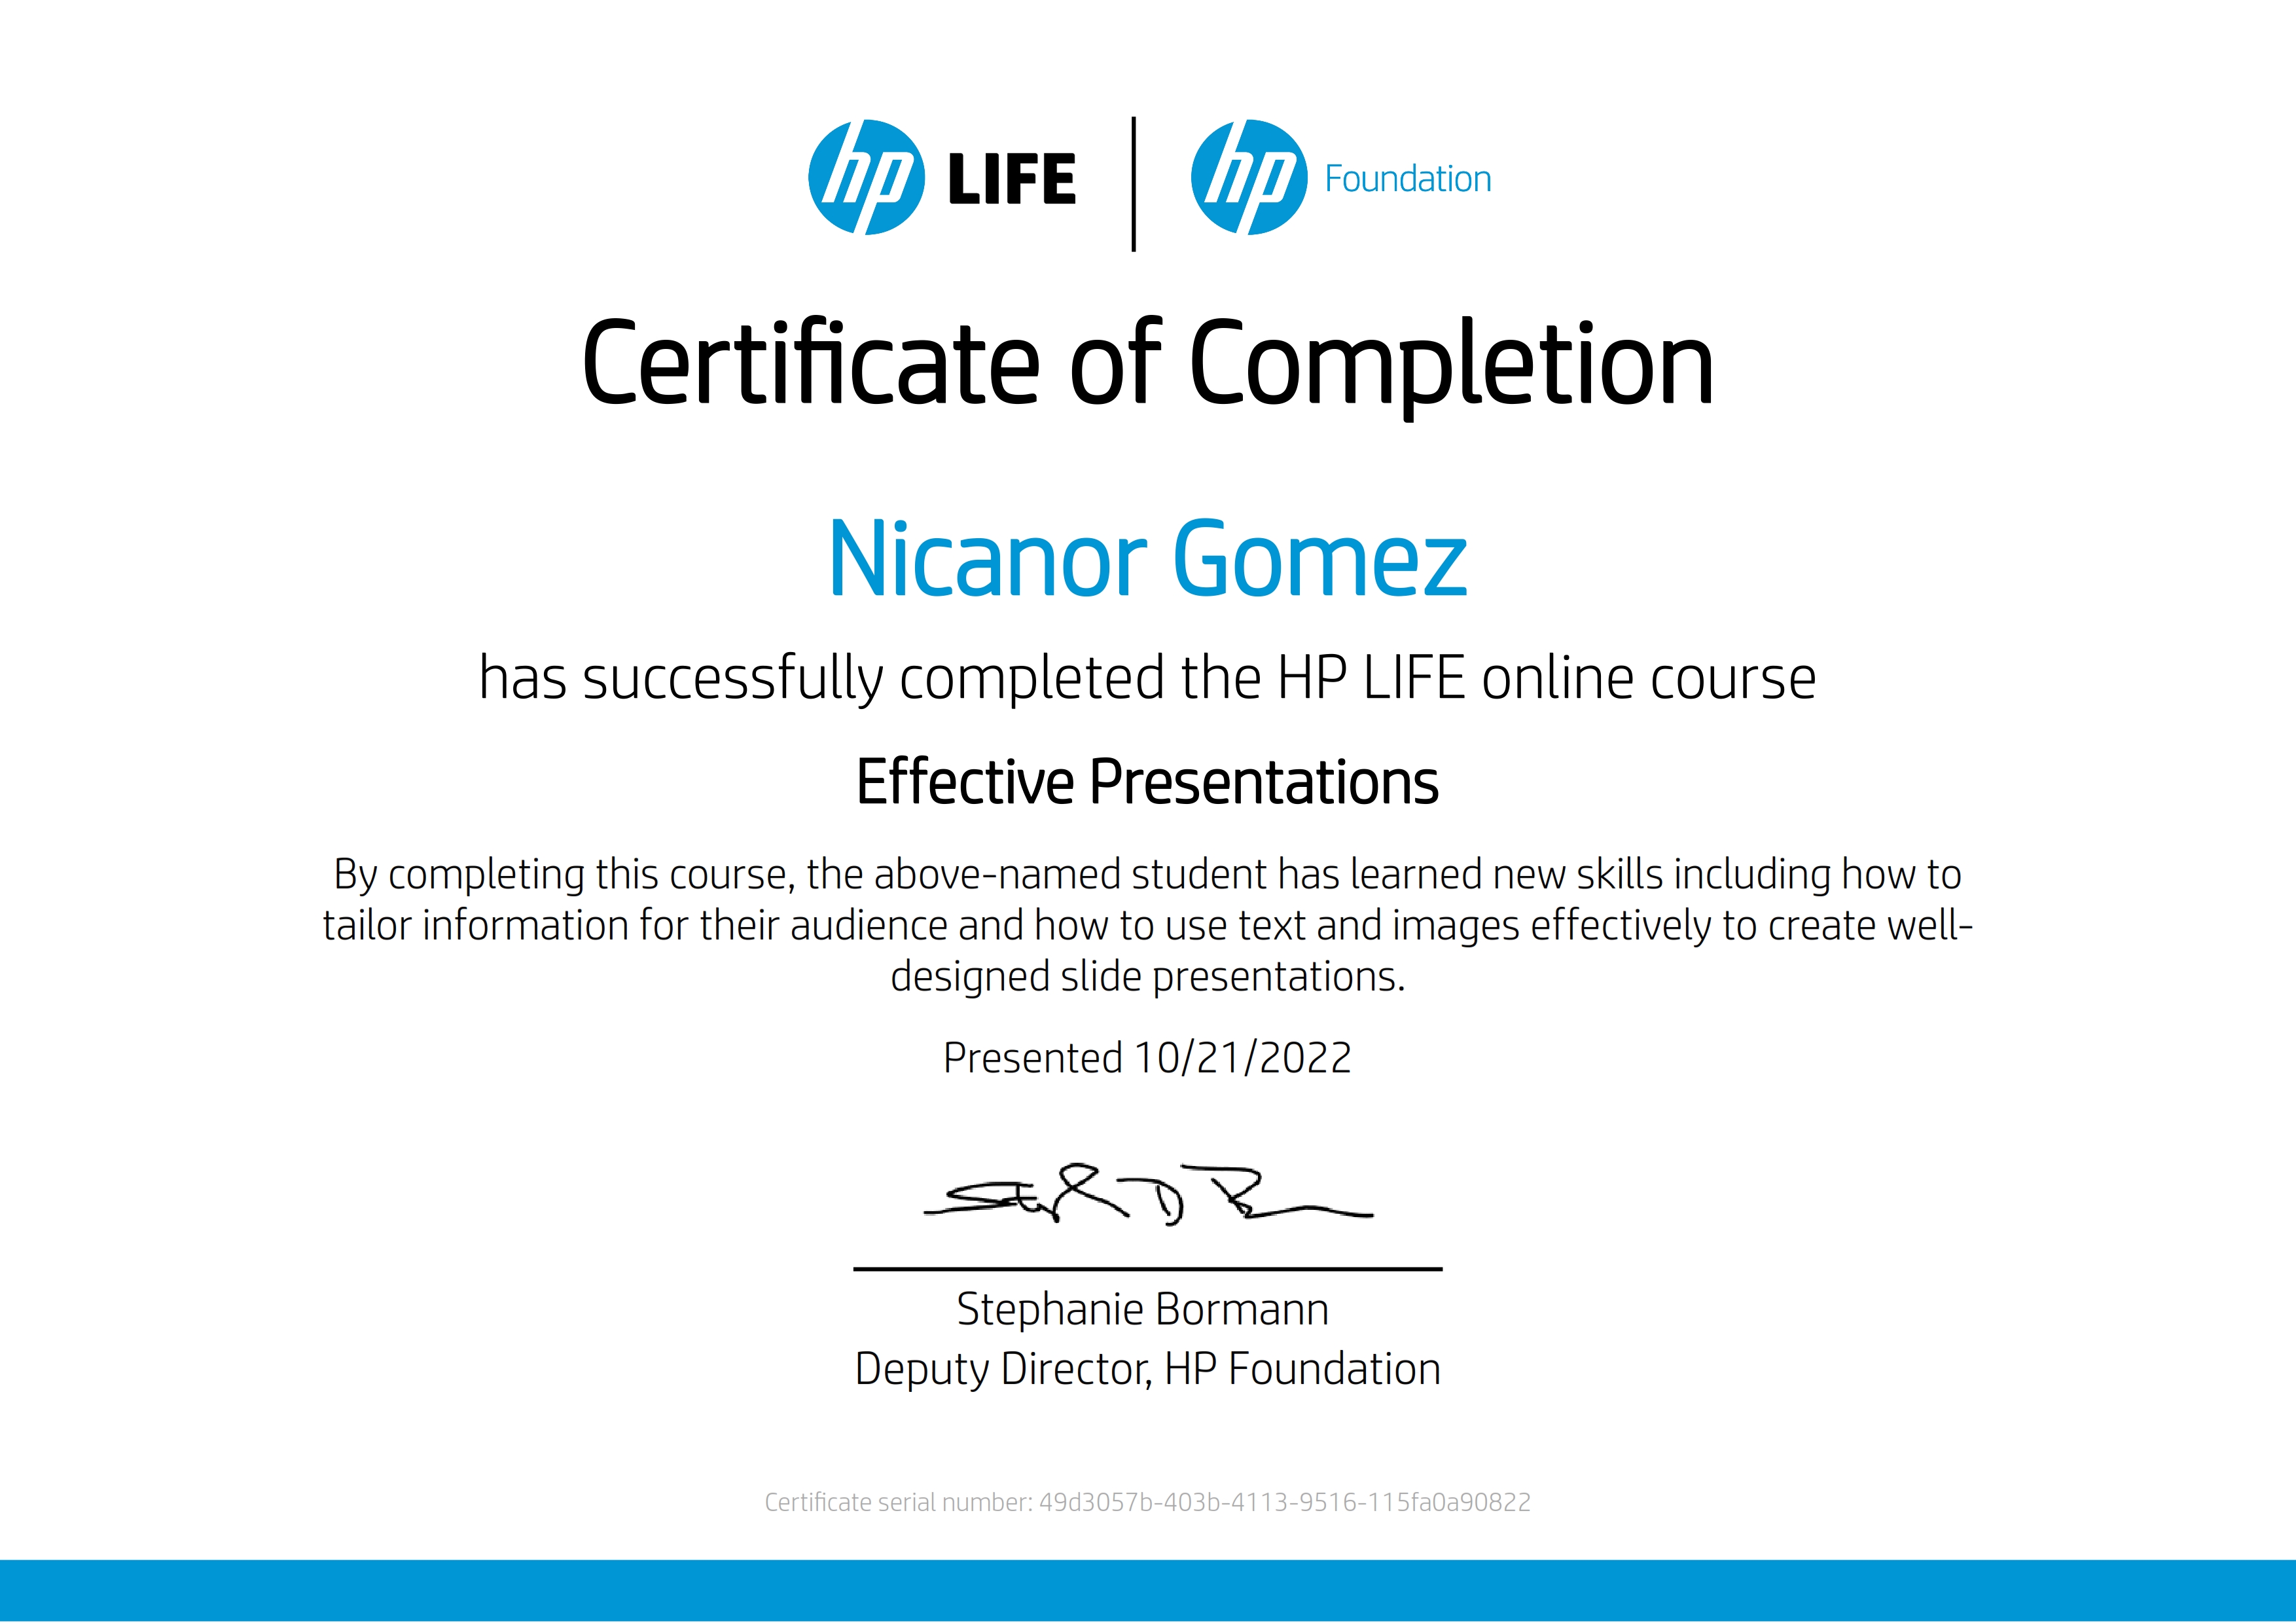 hp LIFE | hp Foundation
Certificate of Completion
Nicanor Gomez
has successfully completed the HP LIFE online course
Effective Presentations
By completing this course, the above-named student has learned new skills including how to
tailor information for their audience and how to use text and images effectively to create well-
designed slide presentations.
Presented 10/21/2022
Stephanie Bormann
Deputy Director, HP Foundation
Certificate serial number: 49d3057b-403b-4113-9516-115fa0a90822